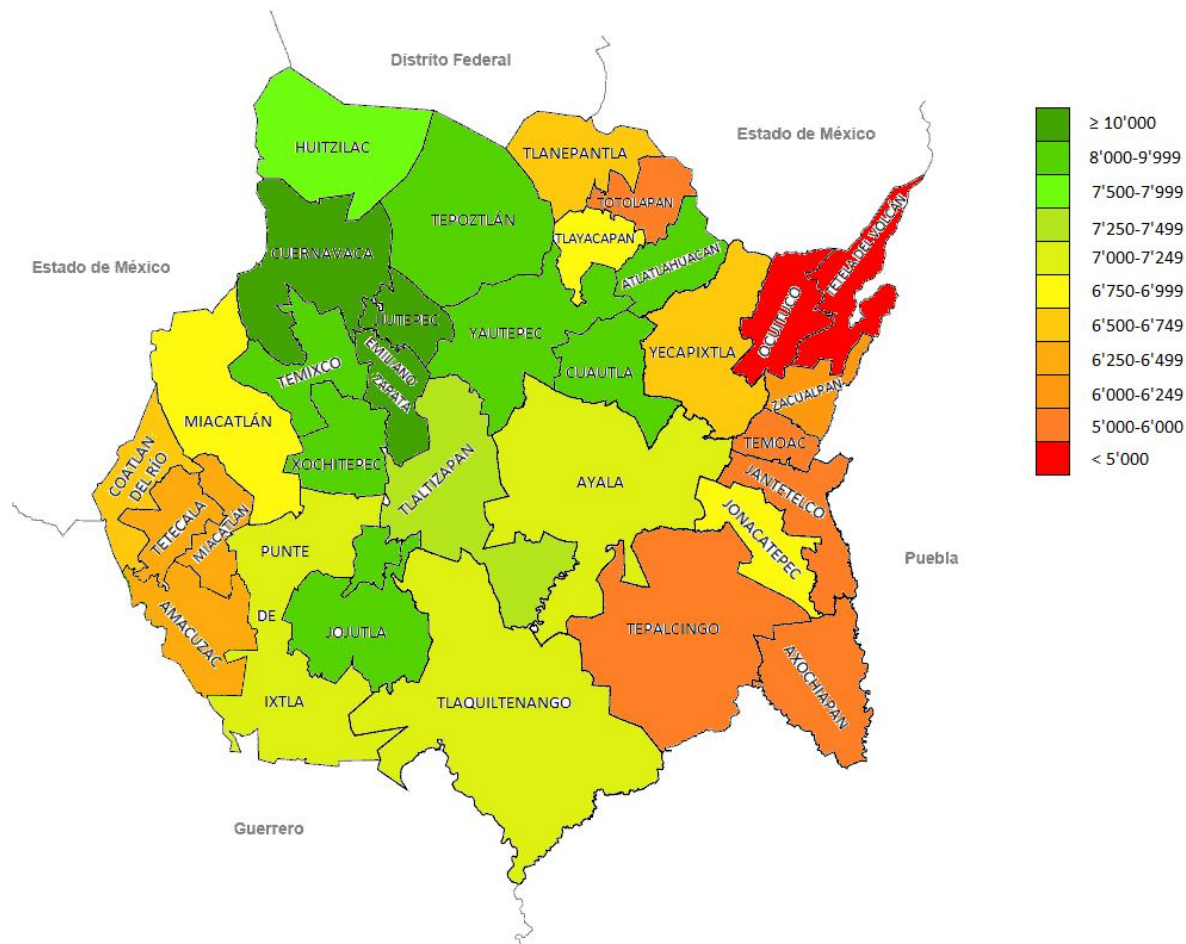 Distrito Federal
Estado de México
≥ 10'000
8'000-9'999
7'500-7'999
7'250-7'499
7'000-7'249
6'750-6'999
6'500-6'749
6'250-6'499
6'000-6'249
5'000-6'000
< 5'000
HUITZILAC
TLANEPANTLA
TOTOLAPAN
TEPOZTLÁN
TLAYACAPAN
TETELA DEL VOLCÁN
ATLATLAHUACAN
CUERNAVACA
Estado de México
JIUTEPEC
YAUTEPEC
OCUITUCO
YECAPIXTLA
EMILIANO
ZAPATA
TEMIXCO
CUAUTLA
ZACUALPAN
MIACATLÁN
TEMOAC
COATLAN
DEL RÍO
XOCHITEPEC
TLALTIZAPAN
AYALA
JANTETELCO
TETECALA
MIACATLAN
JONACATEPEC
PUNTE
Puebla
DE
AMACUZAC
JOJUTLA
TEPALCINGO
AXOCHIAPAN
IXTLA
TLAQUILTENANGO
Guerrero